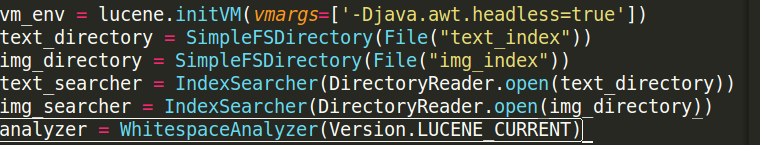 vm_env = lucene.initVM(vmargs=['-Djava.awt.headless=true'])
text_directory = SimpleFSDirectory(File("text_index"))
img_directory = SimpleFSDirectory(File("img_index"))
text_searcher = IndexSearcher(DirectoryReader.open(text_directory))
img_searcher = IndexSearcher(DirectoryReader.open(img_directory))
analyzer = WhitespaceAnalyzer(Version.LUCENE_CURRENT)